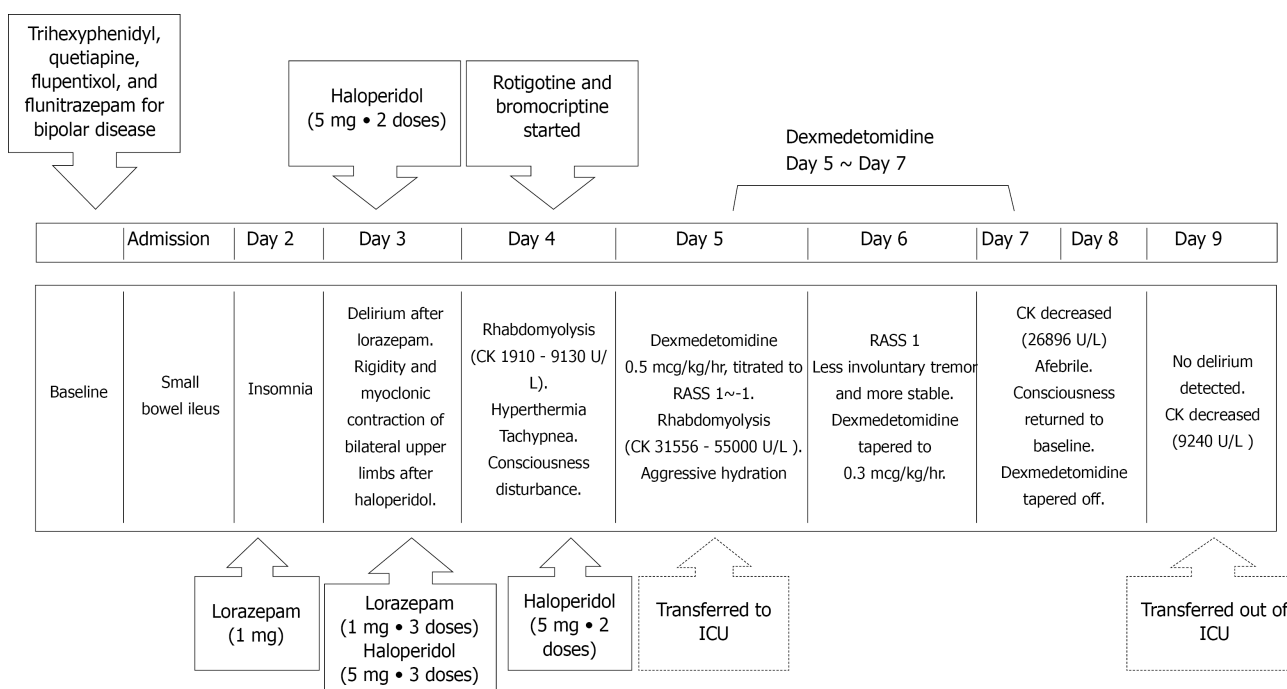 Trihexyphenidyl,
quetiapine,
flupentixol, and
flunitrazepam for
bipolar disease
Haloperidol
(5 mg • 2 doses)
Rotigotine and
bromocriptine
started
Dexmedetomidine
Day 5 ~ Day 7
Admission
Day 2
Day 3
Day 4
Day 5
Day 6
Day 7
Day 8
Day 9
Baseline
Small
bowel ileus
Insomnia
Delirium after
lorazepam.
Rigidity and
myoclonic
contraction of
bilateral upper
limbs after
haloperidol.
Rhabdomyolysis
(CK 1910 - 9130 U/
L).
Hyperthermia
Tachypnea.
Consciousness
disturbance.
Dexmedetomidine
0.5 mcg/kg/hr, titrated to
RASS 1~-1.
Rhabdomyolysis
(CK 31556 - 55000 U/L ).
Aggressive hydration
RASS 1
Less involuntary tremor
and more stable.
Dexmedetomidine
tapered to
0.3 mcg/kg/hr.
CK decreased
(26896 U/L)
Afebrile.
Consciousness
returned to
baseline.
Dexmedetomidine
tapered off.
No delirium
detected.
CK decreased
(9240 U/L )
Lorazepam
(1 mg)
Lorazepam
(1 mg • 3 doses)
Haloperidol
(5 mg • 3 doses)
Haloperidol
(5 mg • 2
doses)
Transferred to
ICU
Transferred out of
ICU